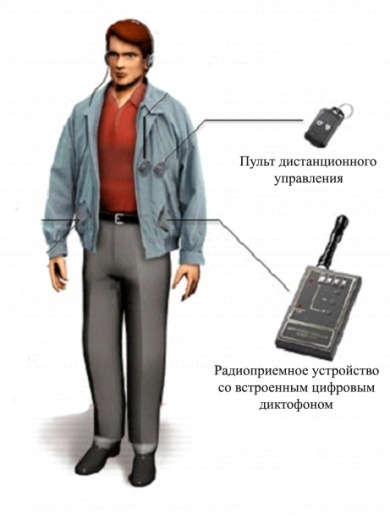 Пульт дистанционного
управления
Радиоприемное устройство
со встроенным цифровым
диктофоном